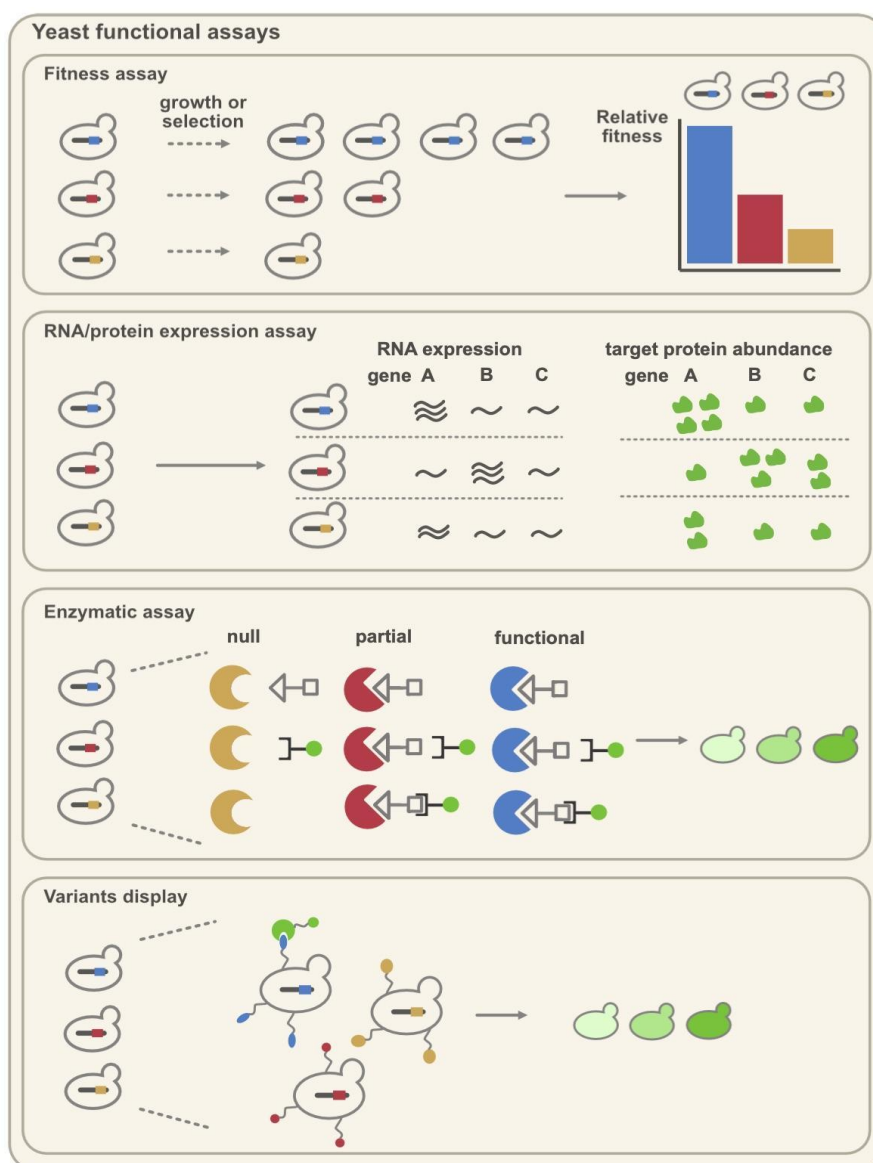 Yeast functional assays
Fitness assay
growth or
selection
Relative
fitness
RNA/protein expression assay
RNA expression
target protein abundance
gene A B C
gene A B C
Enzymatic assay
null partial functional
Variants display